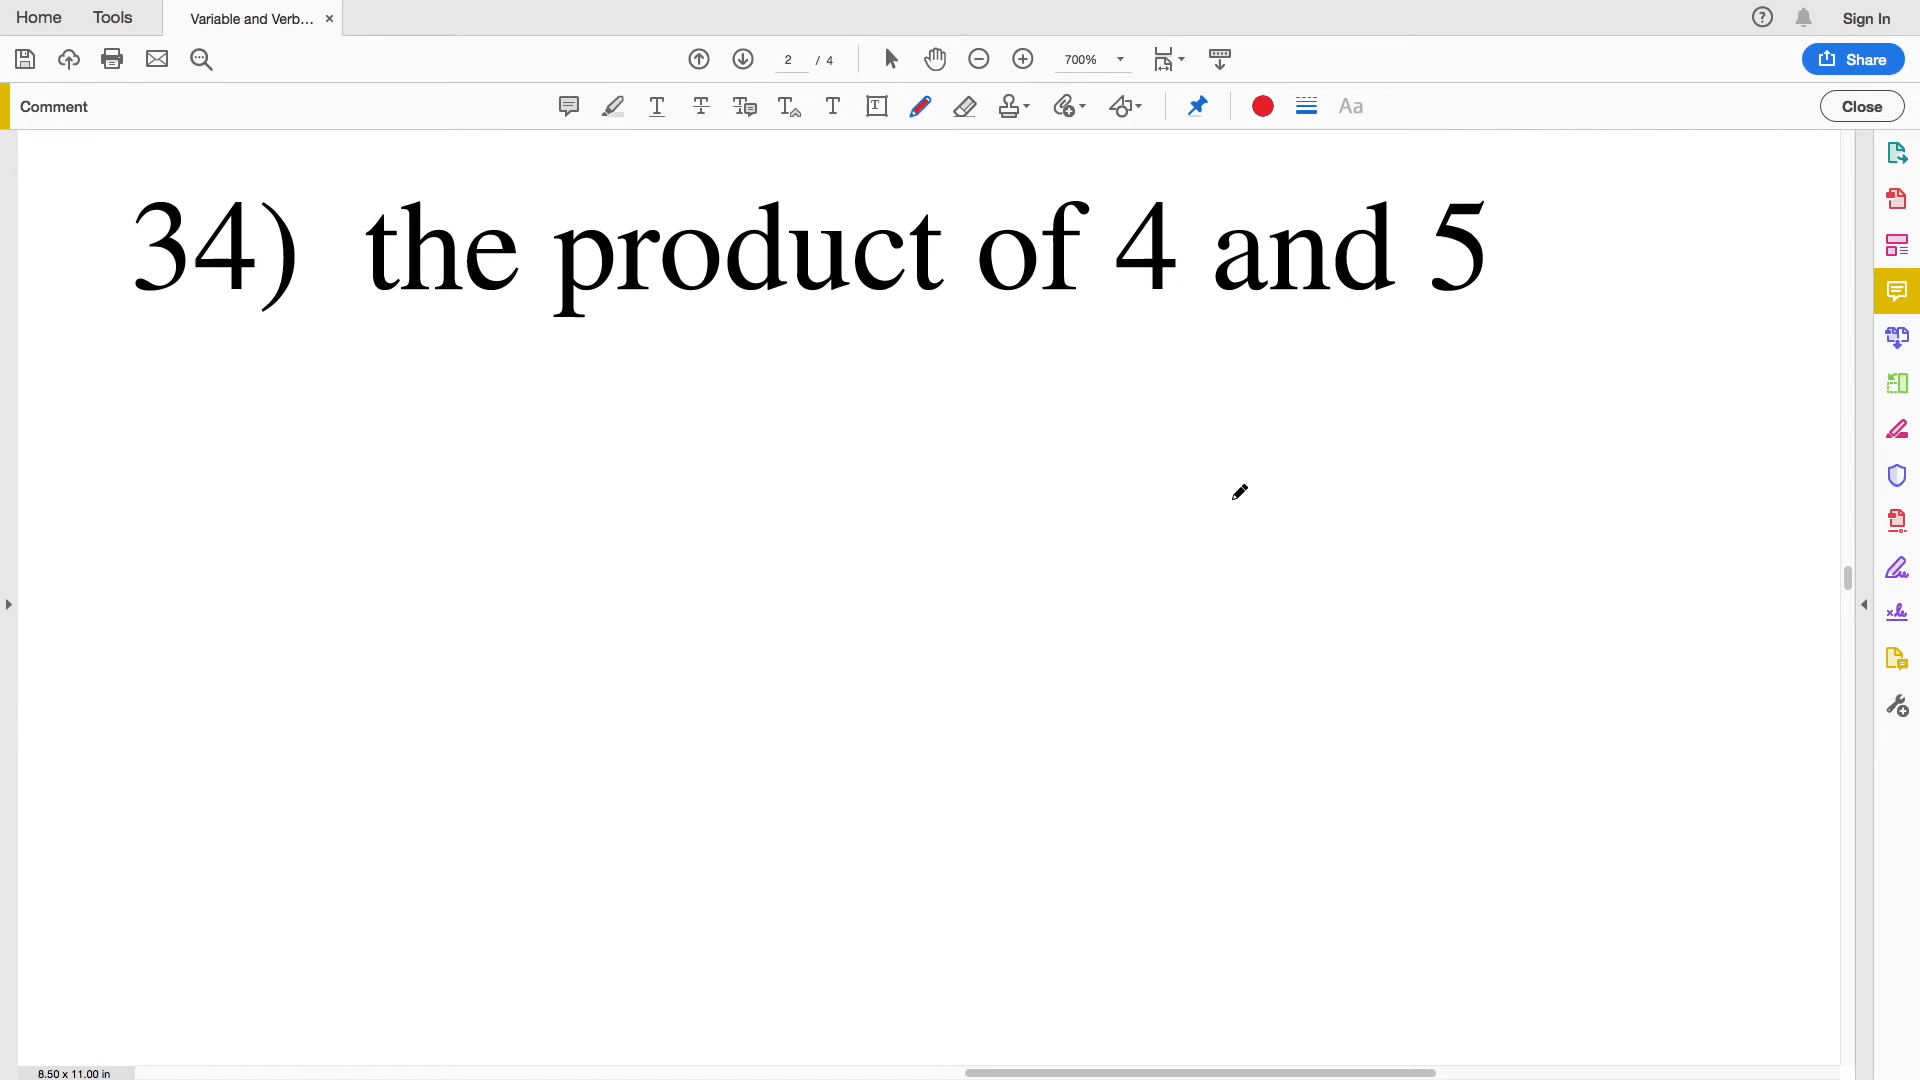 Home Tools Variable and Verb... × Sign In
2 / 4 700% Share
Comment Aa Close
34) the product of 4 and 5
8.50 x 11.00 in